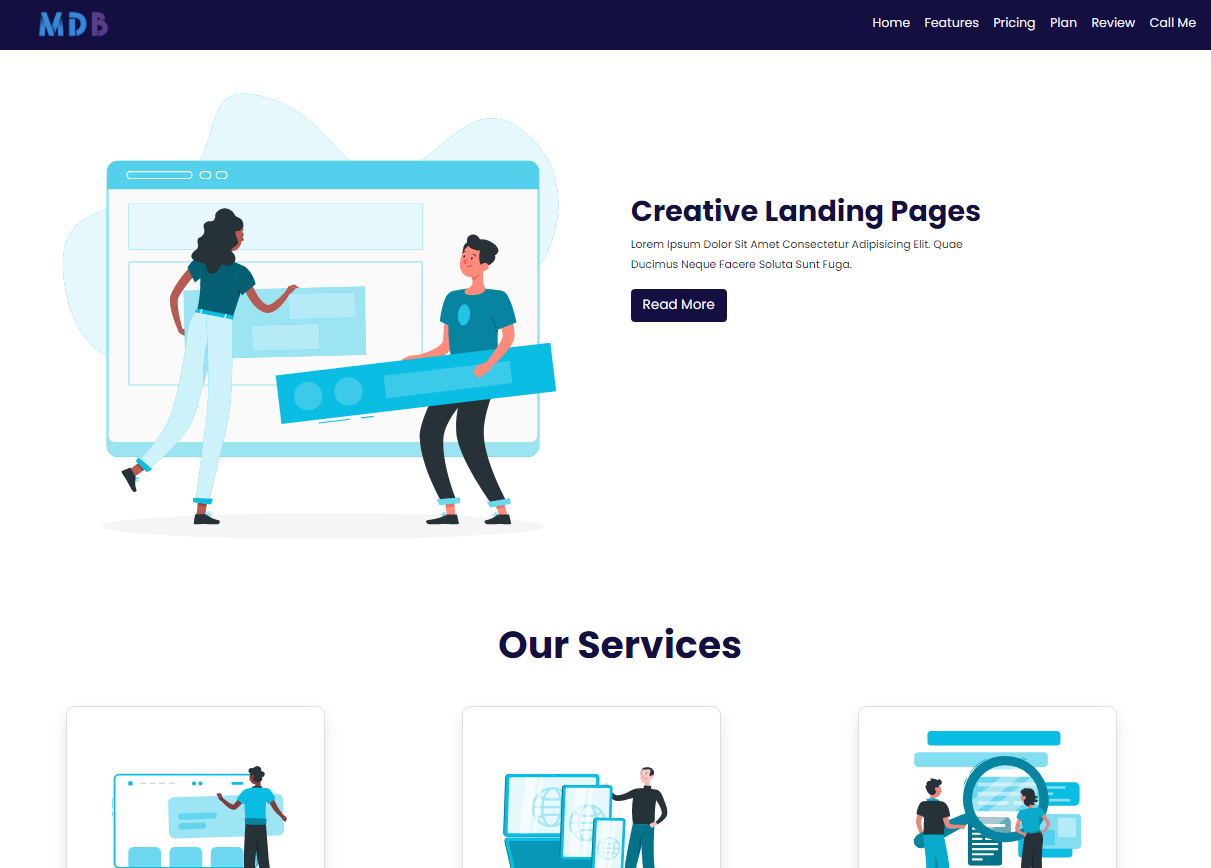 MDB
Home Features Pricing Plan Review Call Me
Creative Landing Pages
Lorem Ipsum Dolor Sit Amet Consectetur Adipisicing Elit. Quae
Ducimus Neque Facere Soluta Sunt Fuga.
Read More
Our Services